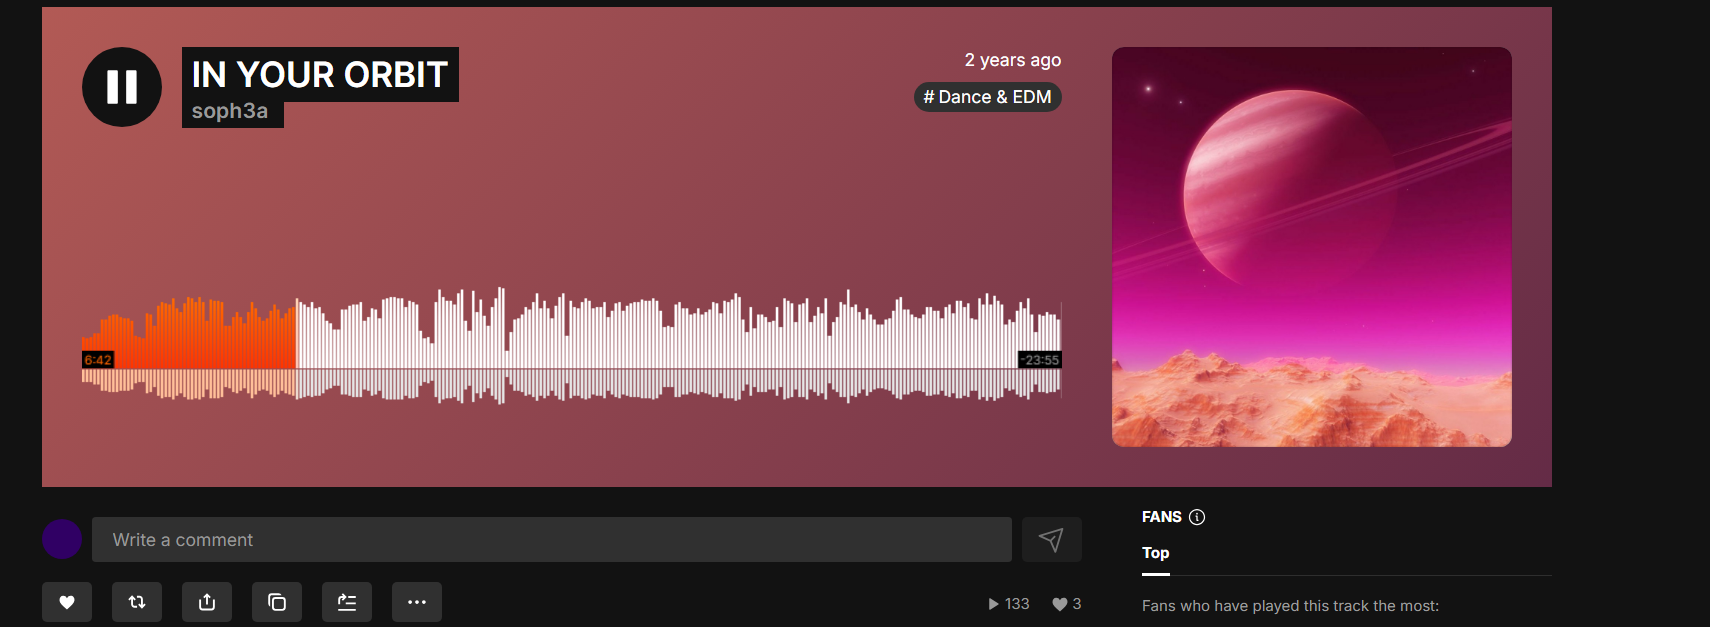 IN YOUR ORBIT
soph3a
2 years ago
# Dance & EDM
6:42
-23:55
Write a comment
133
3
FANS
Top
Fans who have played this track the most: